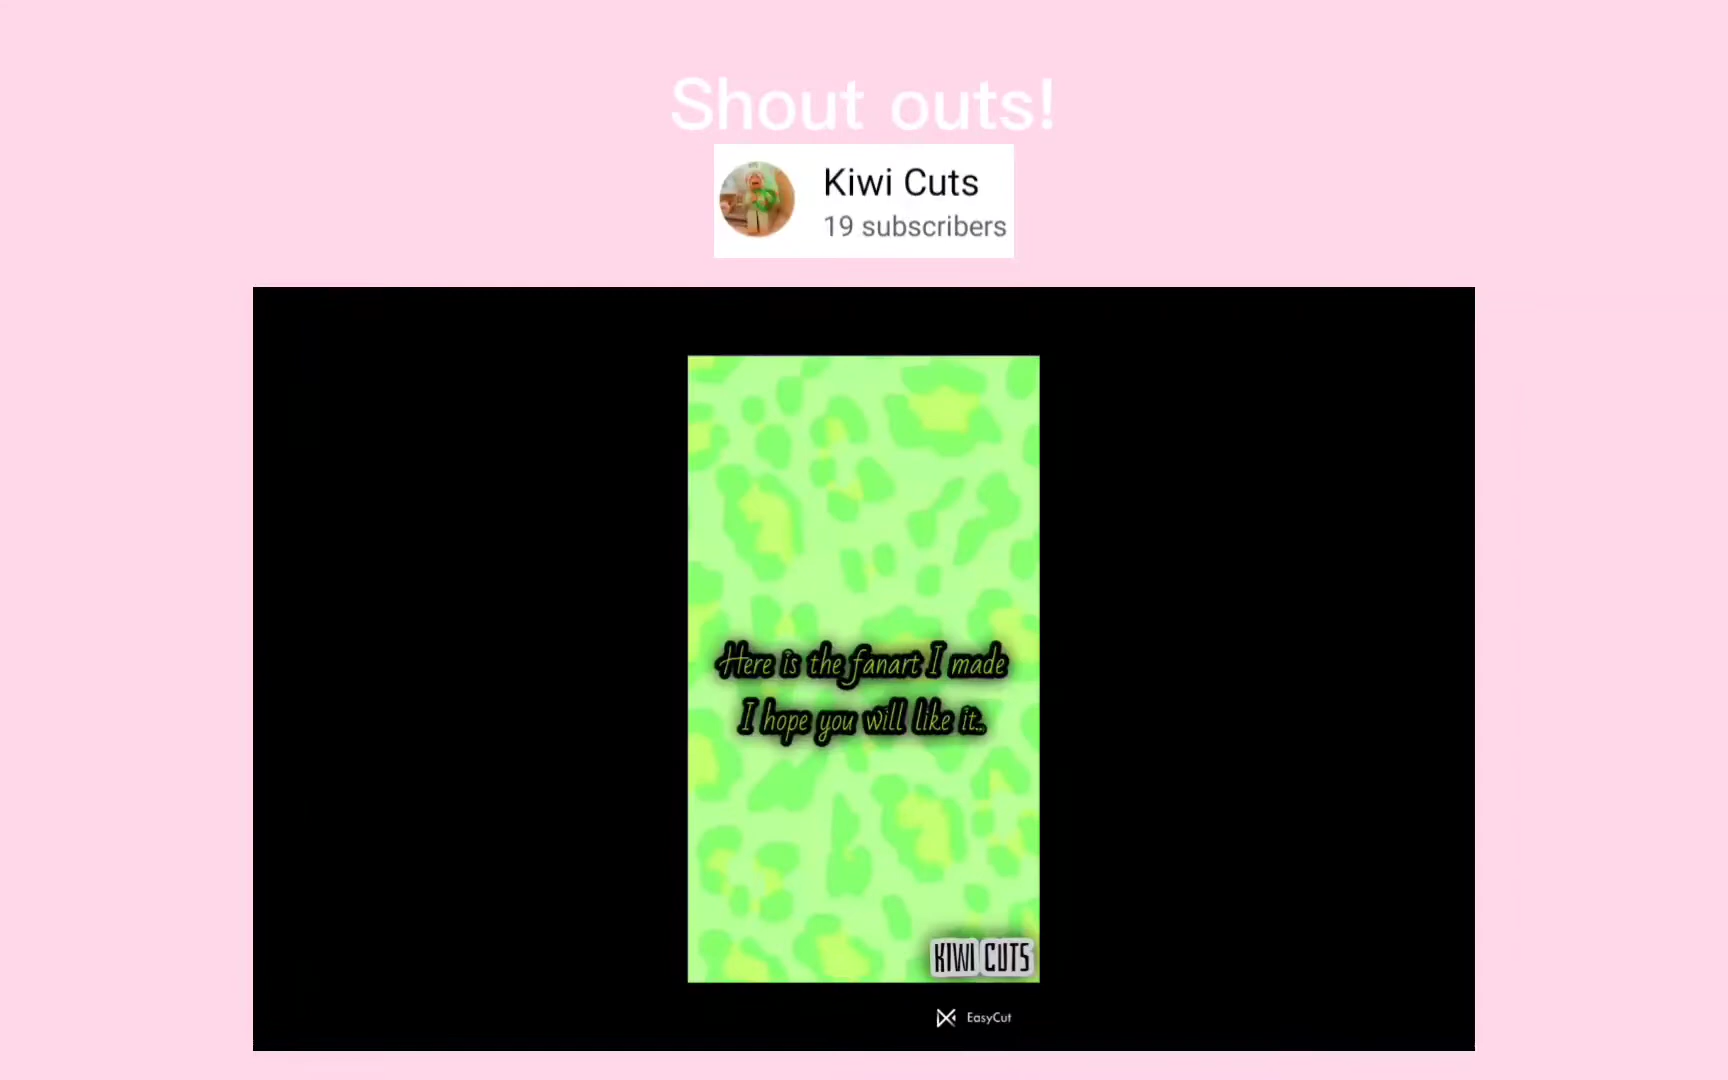 Shout outs!
Kiwi Cuts
19 subscribers
Here is the fanart I made
I hope you will like it..
KIWI CUTS
EasyCut